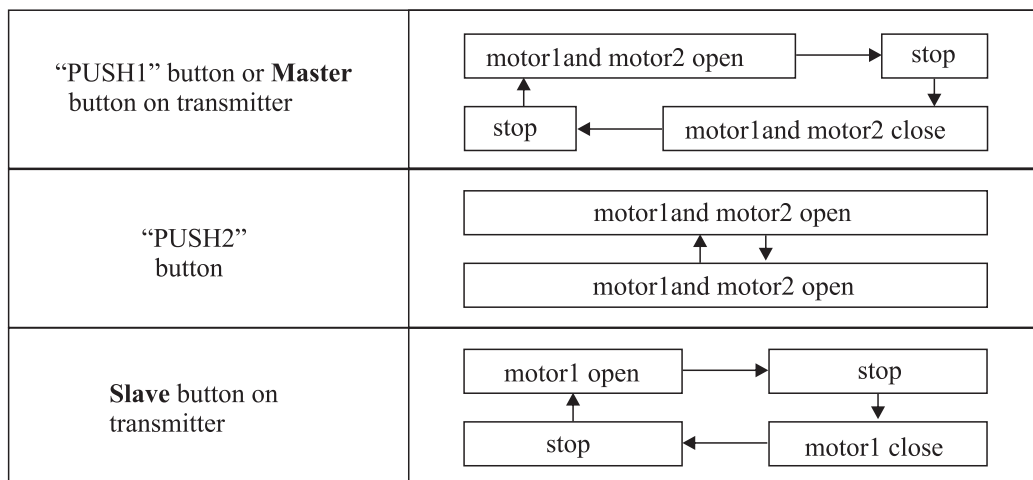 “PUSH1” button or Master
button on transmitter
motor1and motor2 open
stop
stop
motor1and motor2 close
“PUSH2”
button
motor1and motor2 open
motor1and motor2 open
Slave button on
transmitter
motor1 open
stop
stop
motor1 close